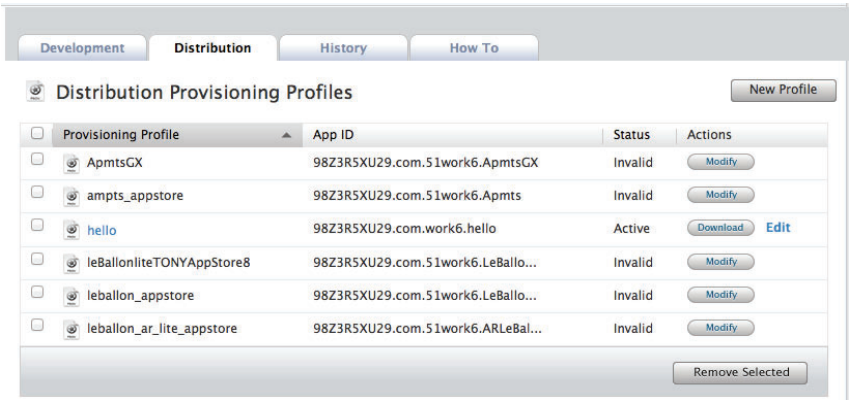 Development Distribution History How To
Distribution Provisioning Profiles New Profile
Provisioning Profile App ID Status Actions
ApmtsGX 98Z3R5XU29.com.51work6.ApmtsGX Invalid Modify
ampts_appstore 98Z3R5XU29.com.51work6.Apmts Invalid Modify
hello 98Z3R5XU29.com.work6.hello Active Download Edit
leBallonliteTONYAppStore8 98Z3R5XU29.com.51work6.LeBallo... Invalid Modify
leballon_appstore 98Z3R5XU29.com.51work6.LeBallo... Invalid Modify
leballon_ar_lite_appstore 98Z3R5XU29.com.51work6.ARLeBal... Invalid Modify
Remove Selected